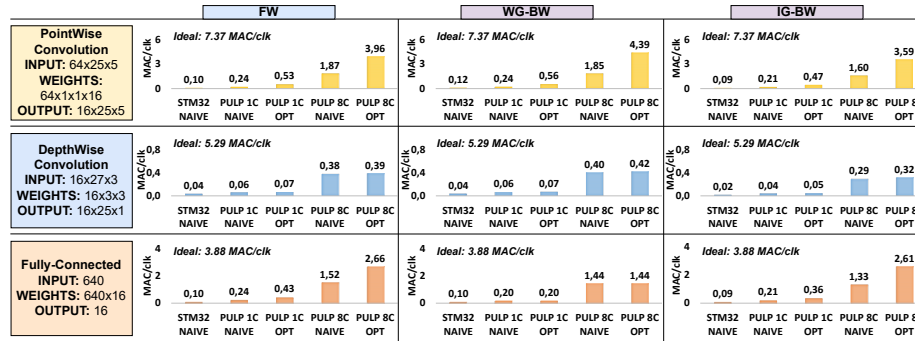 FW
WG-BW
IG-BW
PointWise
Convolution
INPUT: 64x25x5
WEIGHTS:
64x1x1x16
OUTPUT: 16x25x5
MAC/clk
6
3
0
Ideal: 7.37 MAC/clk
0,10
0,24
0,53
1,87
3,96
STM32 PULP 1C PULP 1C PULP 8C PULP 8C
NAIVE NAIVE OPT NAIVE OPT
MAC/clk
6
3
0
Ideal: 7.37 MAC/clk
0,12
0,24
0,56
1,85
4,39
STM32 PULP 1C PULP 1C PULP 8C PULP 8C
NAIVE NAIVE OPT NAIVE OPT
MAC/clk
6
3
0
Ideal: 7.37 MAC/clk
0,09
0,21
0,47
1,60
3,59
STM32 PULP 1C PULP 1C PULP 8C PULP 8
NAIVE NAIVE OPT NAIVE OPT
DepthWise
Convolution
INPUT: 16x27x3
WEIGHTS: 16x3x3
OUTPUT: 16x25x1
MAC/clk
0,8
0,4
0,0
Ideal: 5.29 MAC/clk
0,04
0,06
0,07
0,38
0,39
STM32 PULP 1C PULP 1C PULP 8C PULP 8C
NAIVE NAIVE OPT NAIVE OPT
MAC/clk
0,8
0,4
0,0
Ideal: 5.29 MAC/clk
0,04
0,06
0,07
0,40
0,42
STM32 PULP 1C PULP 1C PULP 8C PULP 8C
NAIVE NAIVE OPT NAIVE OPT
MAC/clk
0,8
0,4
0,0
Ideal: 5.29 MAC/clk
0,02
0,04
0,05
0,29
0,32
STM32 PULP 1C PULP 1C PULP 8C PULP 8
NAIVE NAIVE OPT NAIVE OPT
Fully-Connected
INPUT: 640
WEIGHTS: 640x16
OUTPUT: 16
MAC/clk
4
2
0
Ideal: 3.88 MAC/clk
0,10
0,24
0,43
1,52
2,66
STM32 PULP 1C PULP 1C PULP 8C PULP 8C
NAIVE NAIVE OPT NAIVE OPT
MAC/clk
4
2
0
Ideal: 3.88 MAC/clk
0,10
0,20
0,20
1,44
1,44
STM32 PULP 1C PULP 1C PULP 8C PULP 8C
NAIVE NAIVE OPT NAIVE OPT
MAC/clk
4
2
0
Ideal: 3.88 MAC/clk
0,09
0,21
0,36
1,33
2,61
STM32 PULP 1C PULP 1C PULP 8C PULP 8
NAIVE NAIVE OPT NAIVE OPT